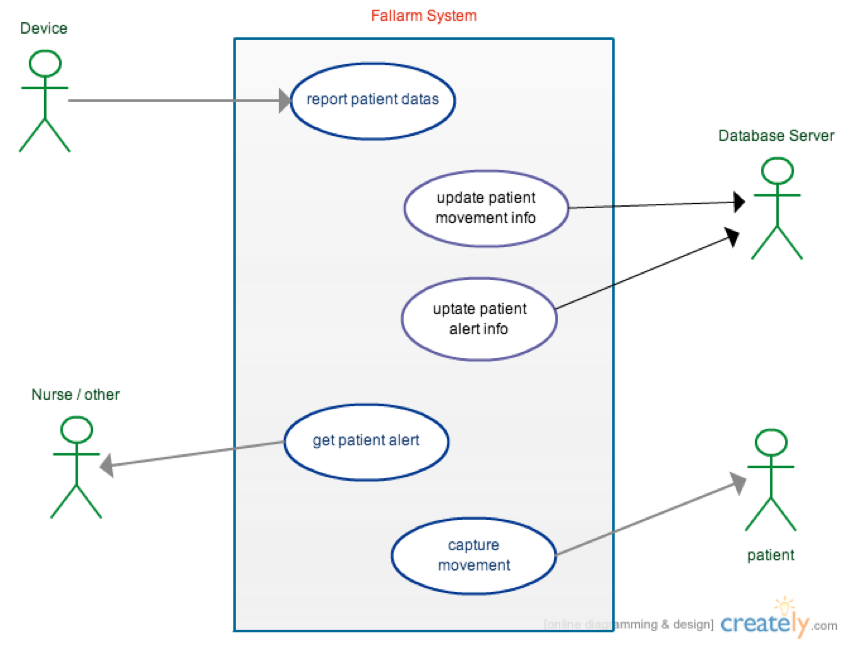 Fallarm System
Device
report patient datas
Database Server
update patient
movement info
uptate patient
alert info
Nurse / other
get patient alert
capture
movement
patient
[online diagramming & design] creately.com